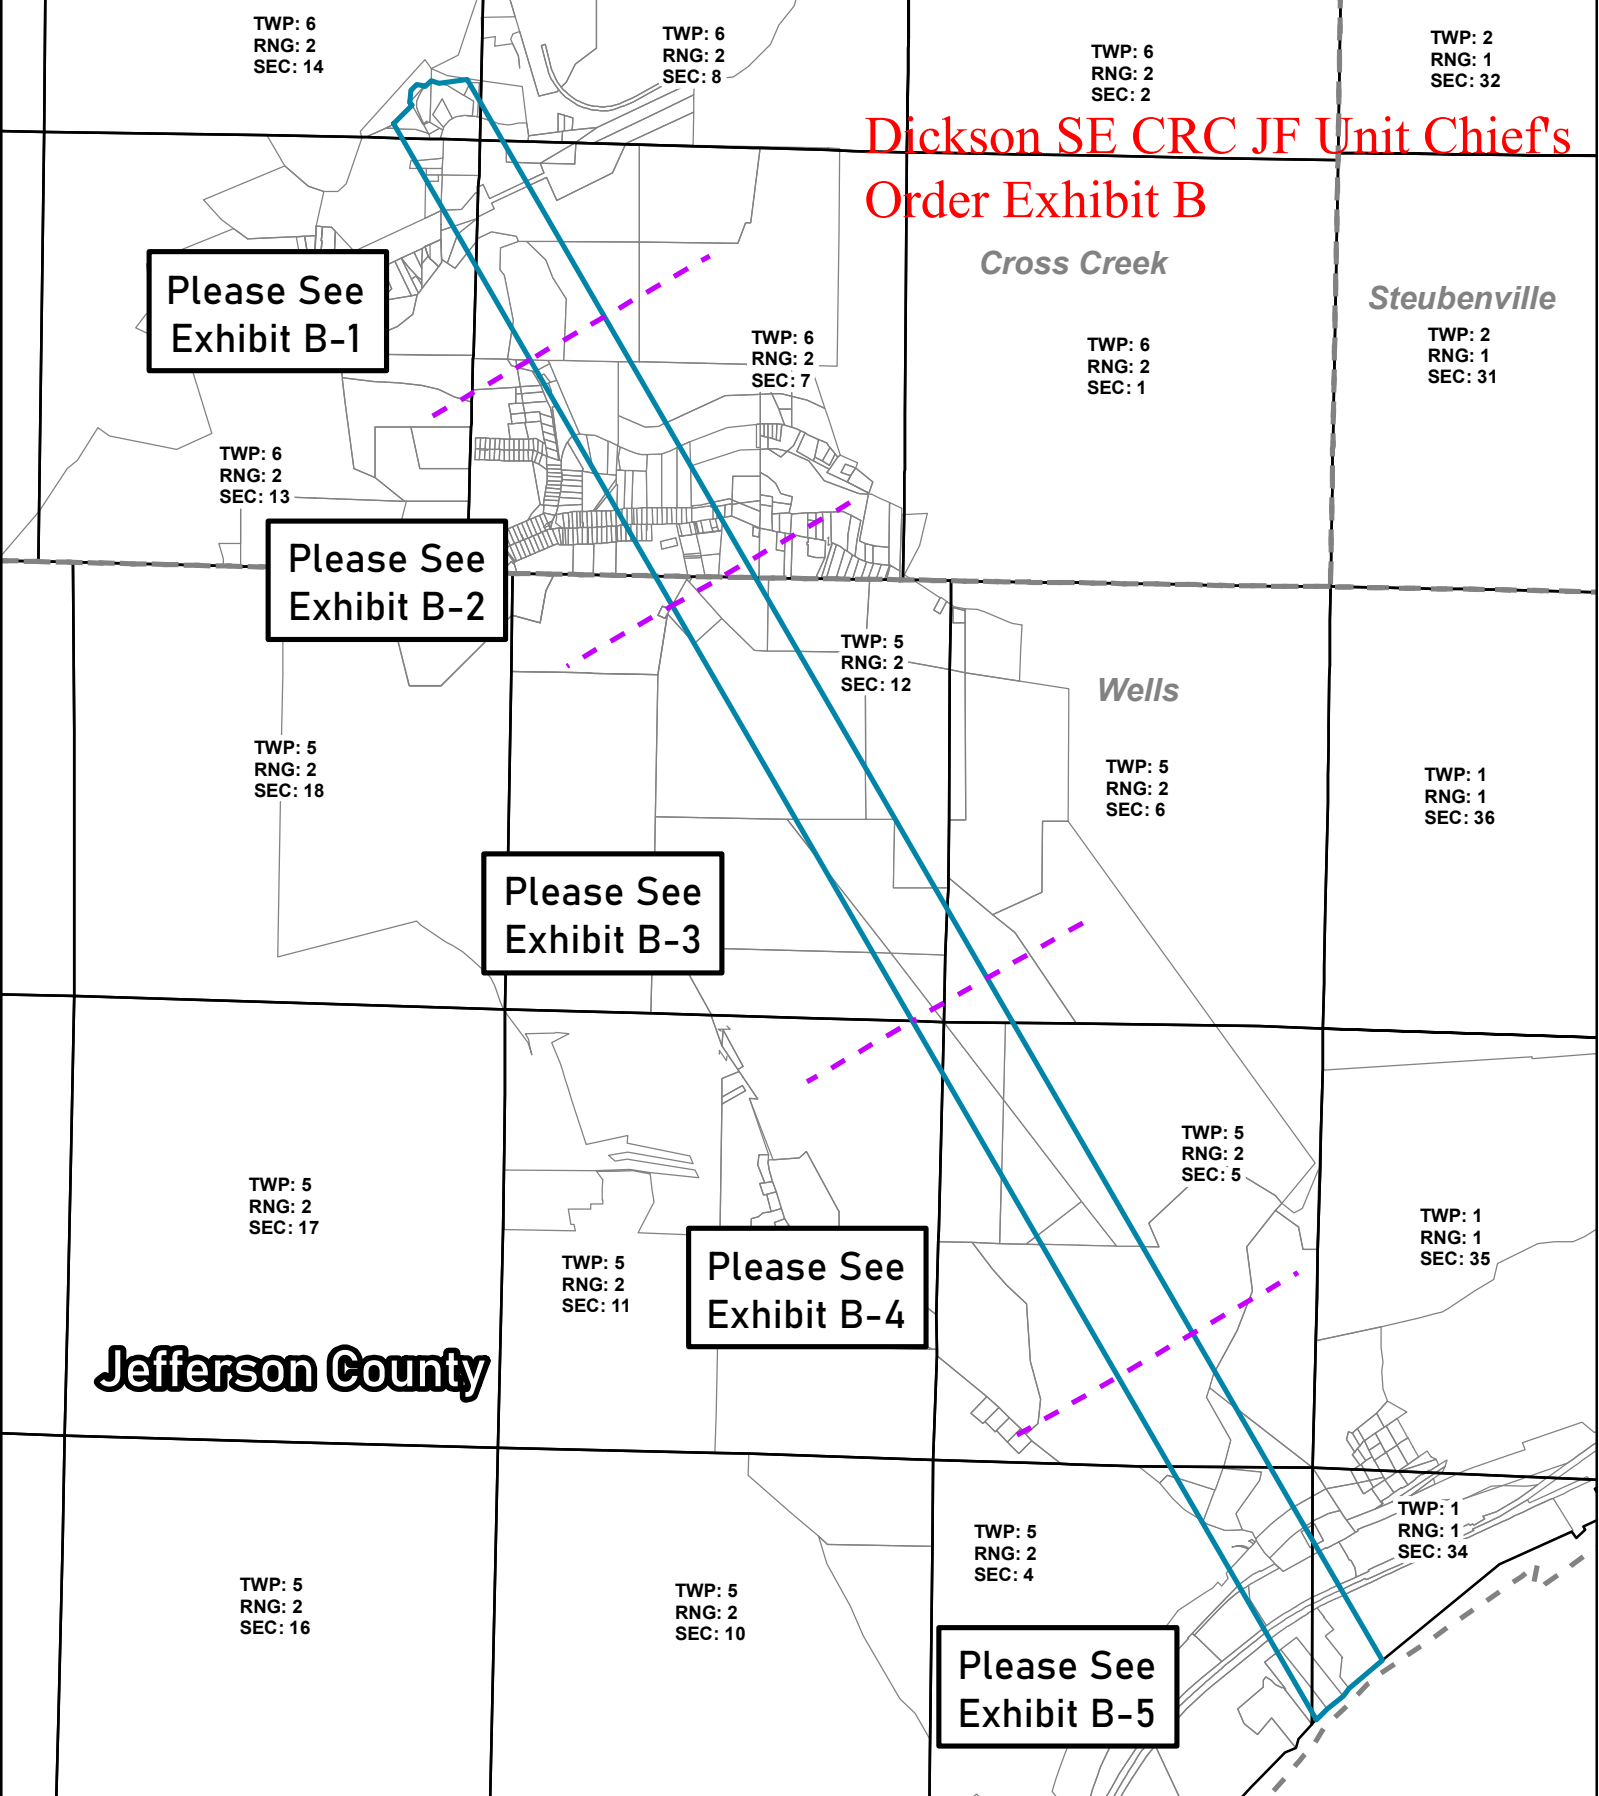 TWP: 6
RNG: 2
SEC: 14
TWP: 6
RNG: 2
SEC: 8
TWP: 6
RNG: 2
SEC: 2
TWP: 2
RNG: 1
SEC: 32
Dickson SE CRC JF Unit Chief's
Order Exhibit B
Cross Creek
Steubenville
Please See
Exhibit B-1
TWP: 6
RNG: 2
SEC: 7
TWP: 6
RNG: 2
SEC: 1
TWP: 2
RNG: 1
SEC: 31
TWP: 6
RNG: 2
SEC: 13
Please See
Exhibit B-2
TWP: 5
RNG: 2
SEC: 12
Wells
TWP: 5
RNG: 2
SEC: 18
TWP: 5
RNG: 2
SEC: 6
TWP: 1
RNG: 1
SEC: 36
Please See
Exhibit B-3
TWP: 5
RNG: 2
SEC: 5
TWP: 5
RNG: 2
SEC: 17
TWP: 1
RNG: 1
SEC: 35
TWP: 5
RNG: 2
SEC: 11
Please See
Exhibit B-4
Jefferson County
TWP: 1
RNG: 1
SEC: 34
TWP: 5
RNG: 2
SEC: 4
TWP: 5
RNG: 2
SEC: 16
TWP: 5
RNG: 2
SEC: 10
Please See
Exhibit B-5